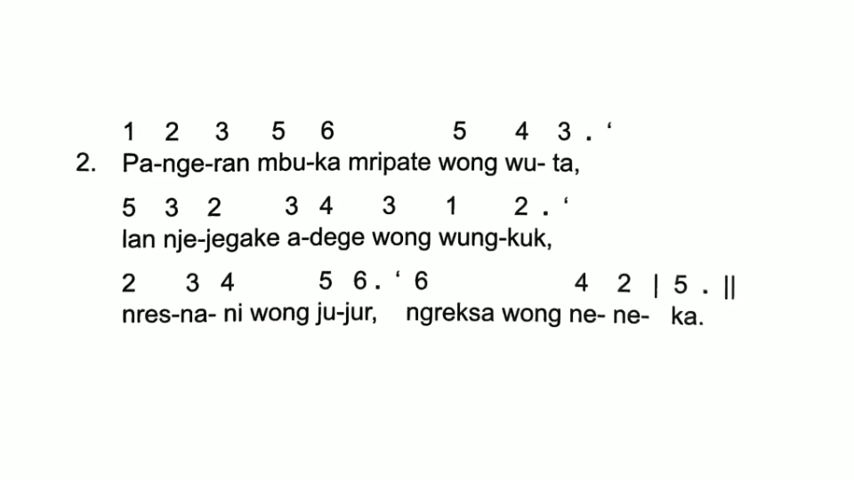 1 2 3 5 6 5 4 3 . ‘
2. Pa-nge-ran mbu-ka mripate wong wu- ta,
5 3 2 3 4 3 1 2 . ‘
lan nje-jegake a-dege wong wung-kuk,
2 3 4 5 6 . ‘ 6 4 2 | 5 . ||
nres-na- ni wong ju-jur, ngreksa wong ne- ne- ka.